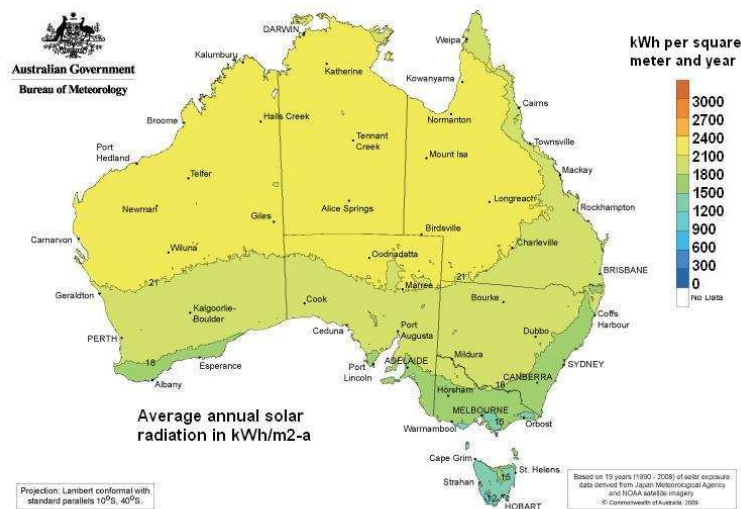 Australian Government
Bureau of Meteorology
kWh per square
meter and year
3000
2700
2400
2100
1800
1500
1200
900
600
300
0
No Data
DARWIN
Kalumburu
Katherine
Weipa
Kowanyama
Cairns
Broome
Halls Creek
Tennant
Creek
Normanton
Townsville
Port
Hedland
Telfer
Mount Isa
Mackay
Newman
Giles
Alice Springs
Longreach
Rockhampton
Carnarvon
Wiluna
Oodnadatta
Birdsville
Charleville
BRISBANE
21
21
Geraldton
Kalgoorlie-
Boulder
Cook
Marree
Bourke
Coffs
Harbour
PERTH
Ceduna
Port
Augusta
Dubbo
18
Esperance
Albany
Port
Lincoln
ADELAIDE
Mildura
SYDNEY
18
CANBERRA
Horsham
MELBOURNE
15
Warrnambool
Orbost
Average annual solar
radiation in kWh/m2-a
Cape Grim
St. Helens
15
Strahan
12
HOBART
Projection: Lambert conformal with
standard parallels 10°S, 40°S.
Based on 19 years (1990 - 2008) of solar exposure
data derived from Japan Meteorological Agency
and NOAA satellite imagery
© Commonwealth of Australia, 2009